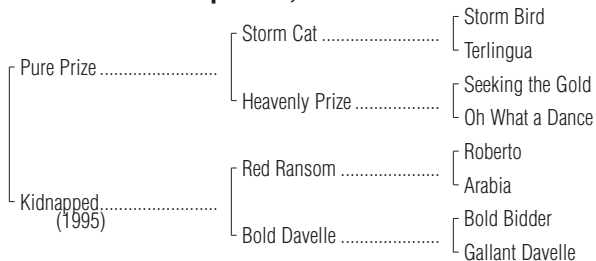 Storm Bird
Storm Cat ........................
Terlingua
Pure Prize ........................
Seeking the Gold
Heavenly Prize .................
Oh What a Dance
Roberto
Red Ransom ....................
Arabia
Kidnapped........................
(1995)
Bold Bidder
Bold Davelle ....................
Gallant Davelle